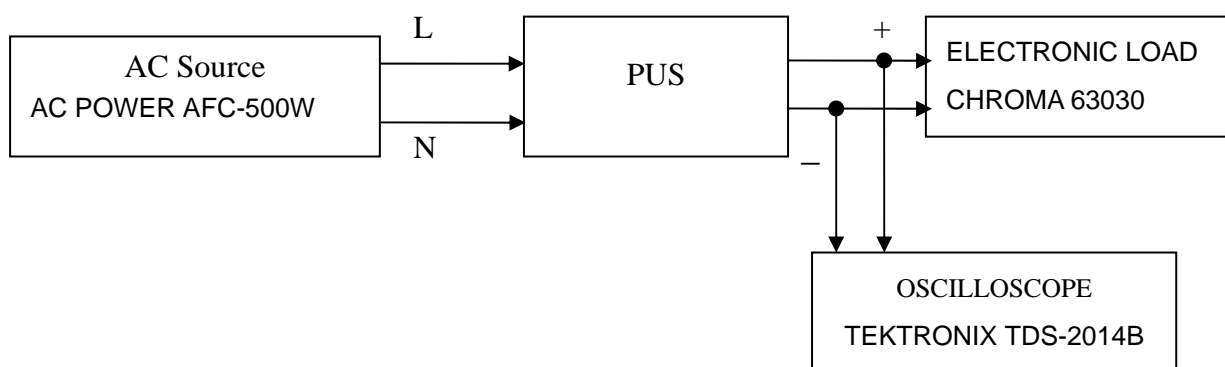 AC Source
AC POWER AFC-500W
L
N
PUS
+
−
ELECTRONIC LOAD
CHROMA 63030
OSCILLOSCOPE
TEKTRONIX TDS-2014B